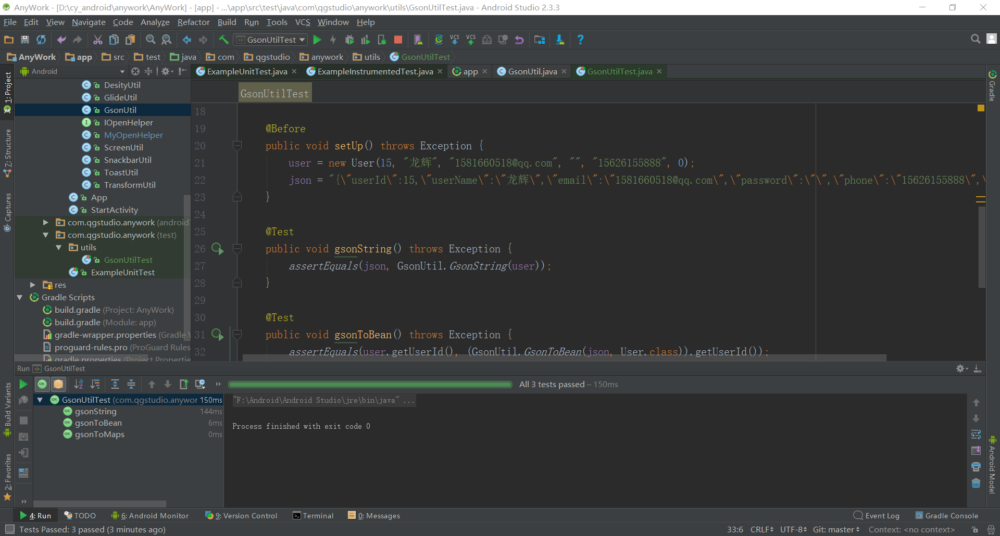 AnyWork - [D:\cy_android\anywork\AnyWork] - [app] - ...\app\src\test\java\com\qgstudio\anywork\utils\GsonUtilTest.java - Android Studio 2.3.3
File Edit View Navigate Code Analyze Refactor Build Run Tools VCS Window Help
GsonUtilTest VCS VCS
AnyWork app src test java com qgstudio anywork utils GsonUtilTest
Android
ExampleUnitTest.java ExampleInstrumentedTest.java app GsonUtil.java GsonUtilTest.java
1: Project
Z: Structure
Captures
Build Variants
2: Favorites
DesityUtil
GlideUtil
GsonUtil
IOpenHelper
MyOpenHelper
ScreenUtil
SnackbarUtil
ToastUtil
TransformUtil
App
StartActivity
com.qgstudio.anywork (android
com.qgstudio.anywork (test)
utils
GsonUtilTest
ExampleUnitTest
res
Gradle Scripts
build.gradle (Project: AnyWork)
build.gradle (Module: app)
gradle-wrapper.properties (Gradle
proguard-rules.pro (ProGuard Rules
gradle.properties (Project Propertie
GsonUtilTest
18
19 @Before
20 public void setUp() throws Exception {
21 user = new User(15, "龙辉", "1581660518@qq.com", "", "15626155888", 0);
22 json = "{\"userId\":15,\"userName\":\"龙辉\",\"email\":\"1581660518@qq.com\",\"password\":\"\",\"phone\":\"15626155888\",\
23 }
24
25 @Test
26 public void gsonString() throws Exception {
27 assertEquals(json, GsonUtil.GsonString(user));
28 }
29
30 @Test
31 public void gsonToBean() throws Exception {
32 assertEquals(user.getUserId(), (GsonUtil.GsonToBean(json, User.class)).getUserId());
Gradle
Android Model
Run GsonUtilTest
All 3 tests passed – 150ms
GsonUtilTest (com.qgstudio.anywor 150ms
gsonString 144ms
gsonToBean 6ms
gsonToMaps 0ms
"F:\Android\Android Studio\jre\bin\java" ...
Process finished with exit code 0
4: Run TODO 6: Android Monitor 9: Version Control Terminal 0: Messages Event Log Gradle Console
Tests Passed: 3 passed (3 minutes ago) 33:6 CRLF UTF-8 Git: master Context: <no context>